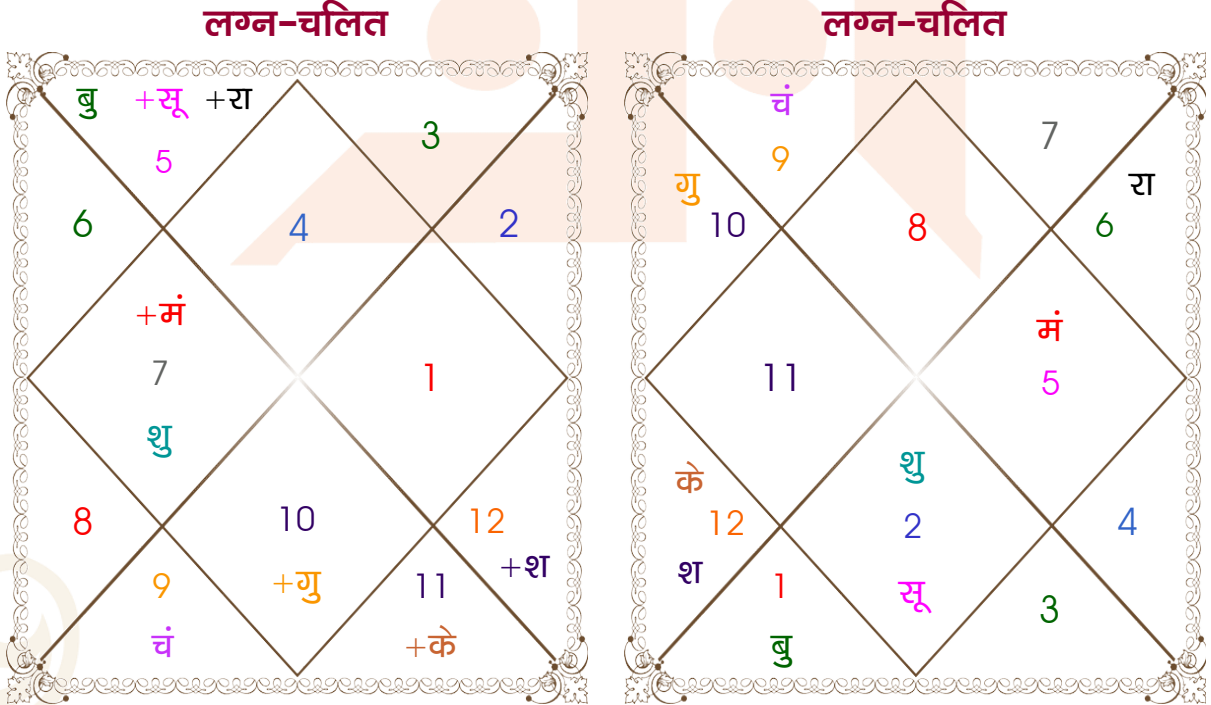 लग्न-चलित
बु +सू +रा
5
3
6
4
2
+मं
7
शु
1
8
10
12
9
+गु
11
+श
चं
+के
लग्न-चलित
चं
9
7
गु
10
8
रा
6
11
मं
5
के
12
श
शु
2
सू
4
1
बु
3